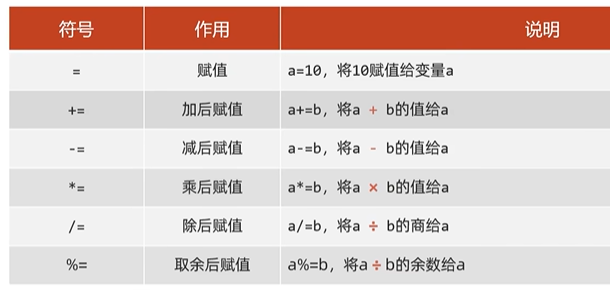 符号 作用 说明
= 赋值 a=10, 将10赋值给变量a
+= 加后赋值 a+=b, 将a + b的值给a
-= 减后赋值 a-=b, 将a - b的值给a
*= 乘后赋值 a*=b, 将a × b的值给a
/= 除后赋值 a/=b, 将a ÷ b的商给a
%= 取余后赋值 a%=b, 将a÷b的余数给a